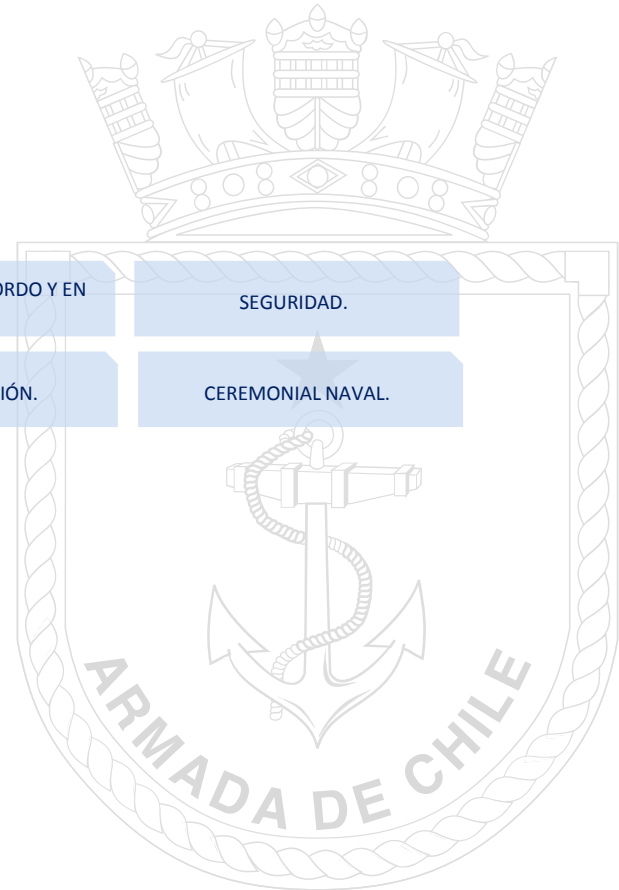 ORDO Y EN
SEGURIDAD.
IÓN.
CEREMONIAL NAVAL.
ARMADA DE CHILE